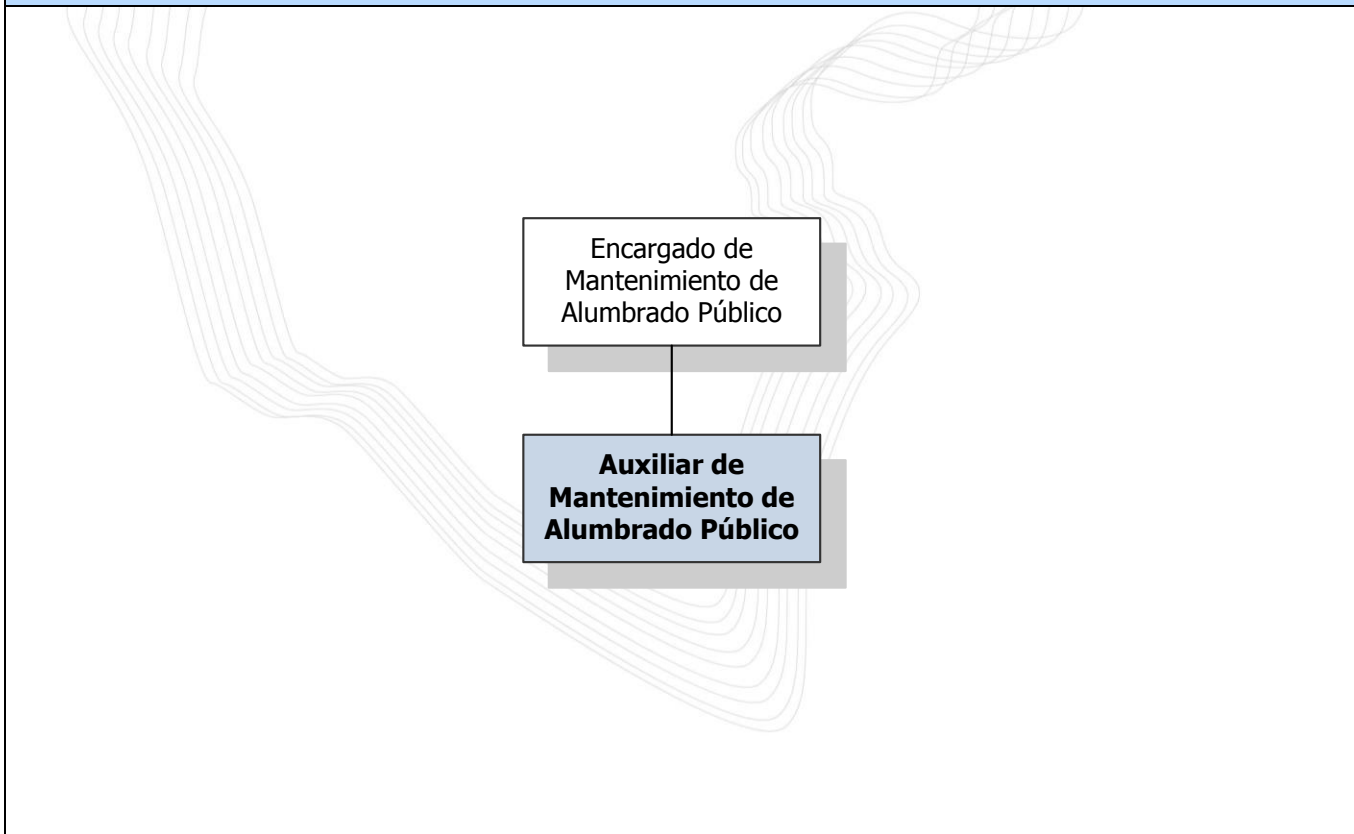 Encargado de
Mantenimiento de
Alumbrado Público
Auxiliar de
Mantenimiento de
Alumbrado Público